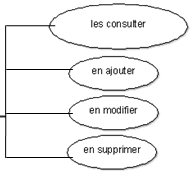 les consulter
en ajouter
en modifier
en supprimer